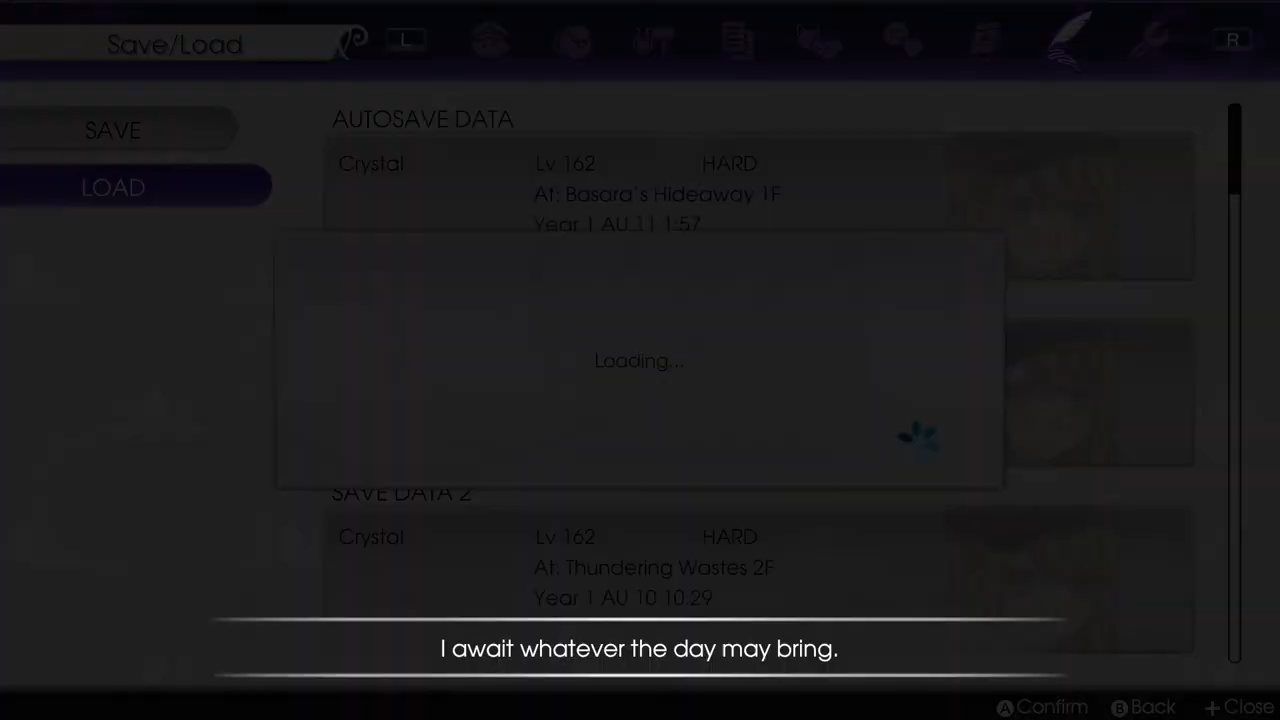 Save/Load
L
R
SAVE
LOAD
AUTOSAVE DATA
Crystal Lv 162 HARD
At: Basara's Hideaway 1F
Year 1 AU 11 1:57
Loading...
SAVE DATA 2
Crystal Lv 162 HARD
At: Thundering Wastes 2F
Year 1 AU 10 10:29
I await whatever the day may bring.
A Confirm B Back + Close